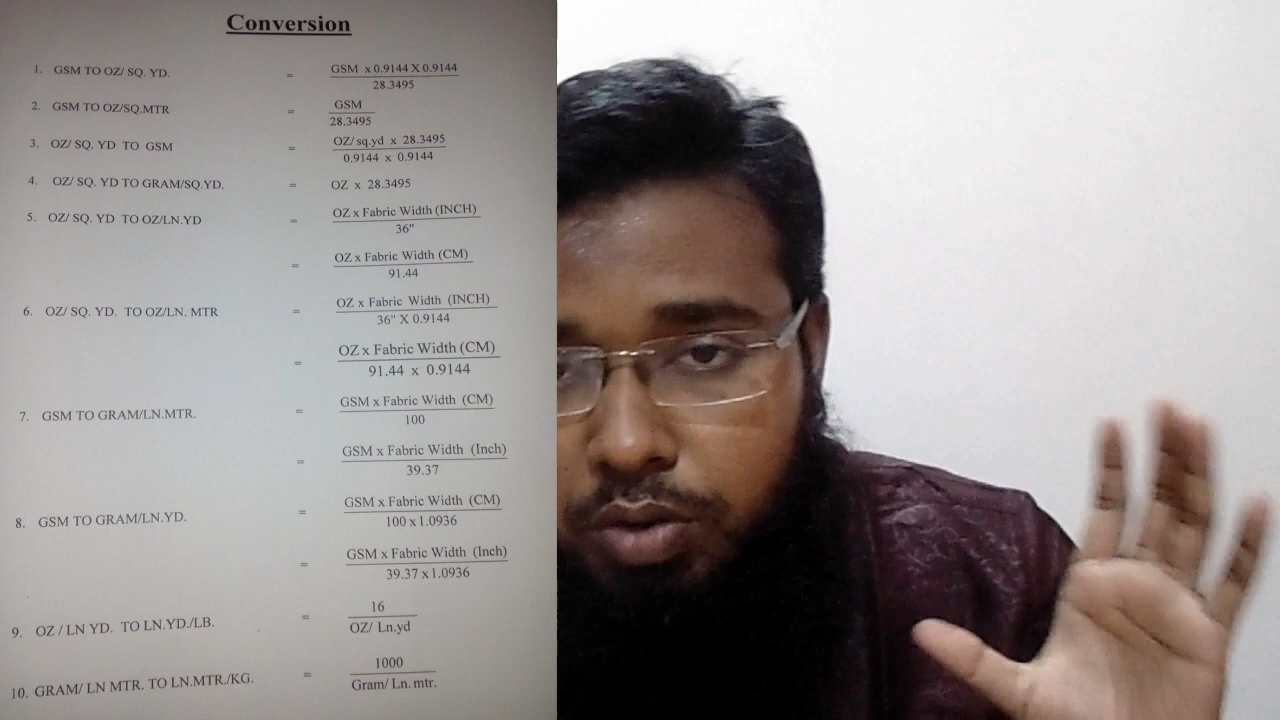 Conversion
1. GSM TO OZ/ SQ. YD. = GSM x 0.9144 X 0.9144
28.3495
2. GSM TO OZ/SQ.MTR = GSM
28.3495
3. OZ/ SQ. YD TO GSM = OZ/sq.yd x 28.3495
0.9144 x 0.9144
4. OZ/ SQ. YD TO GRAM/SQ.YD. = OZ x 28.3495
5. OZ/ SQ. YD TO OZ/LN.YD = OZ x Fabric Width (INCH)
36"
= OZ x Fabric Width (CM)
91.44
6. OZ/ SQ. YD. TO OZ/LN. MTR = OZ x Fabric Width (INCH)
36" X 0.9144
= OZ x Fabric Width (CM)
91.44 x 0.9144
7. GSM TO GRAM/LN.MTR. = GSM x Fabric Width (CM)
100
= GSM x Fabric Width (Inch)
39.37
8. GSM TO GRAM/LN.YD. = GSM x Fabric Width (CM)
100 x 1.0936
= GSM x Fabric Width (Inch)
39.37 x 1.0936
9. OZ / LN YD. TO LN.YD./LB. = 16
OZ/ Ln.yd
10. GRAM/ LN MTR. TO LN.MTR./KG. = 1000
Gram/ Ln. mtr.